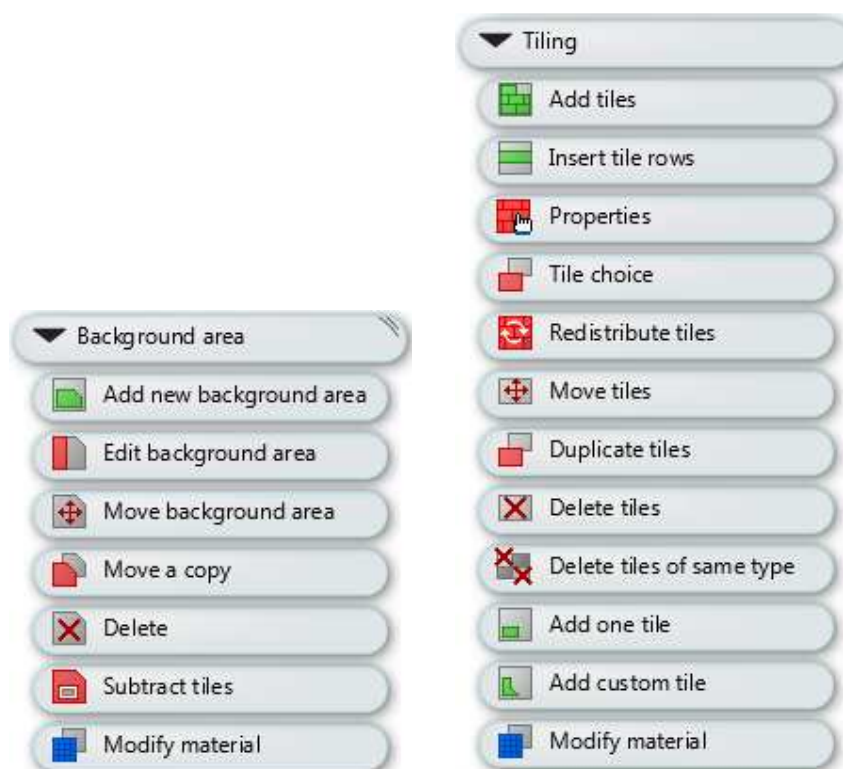 Background area
Add new background area
Edit background area
Move background area
Move a copy
Delete
Subtract tiles
Modify material
Tiling
Add tiles
Insert tile rows
Properties
Tile choice
Redistribute tiles
Move tiles
Duplicate tiles
Delete tiles
Delete tiles of same type
Add one tile
Add custom tile
Modify material